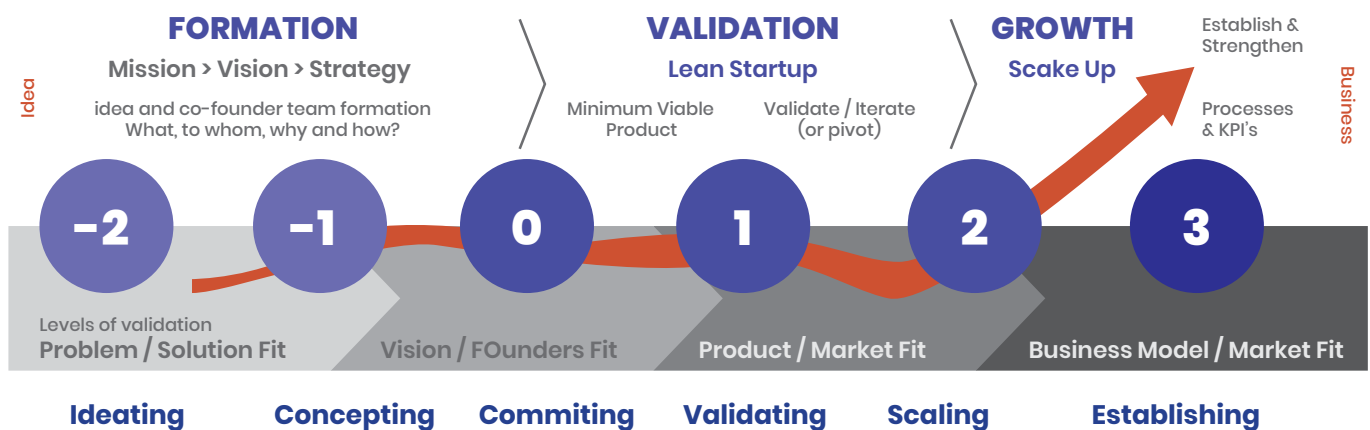 FORMATION
Mission > Vision > Strategy
idea and co-founder team formation
What, to whom, why and how?
VALIDATION
Lean Startup
Minimum Viable
Product
Validate / Iterate
(or pivot)
GROWTH
Scake Up
Establish &
Strengthen
Processes
& KPI's
Idea
Business
-2
-1
0
1
2
3
Levels of validation
Problem / Solution Fit
Vision / FOunders Fit
Product / Market Fit
Business Model / Market Fit
Ideating
Concepting
Commiting
Validating
Scaling
Establishing